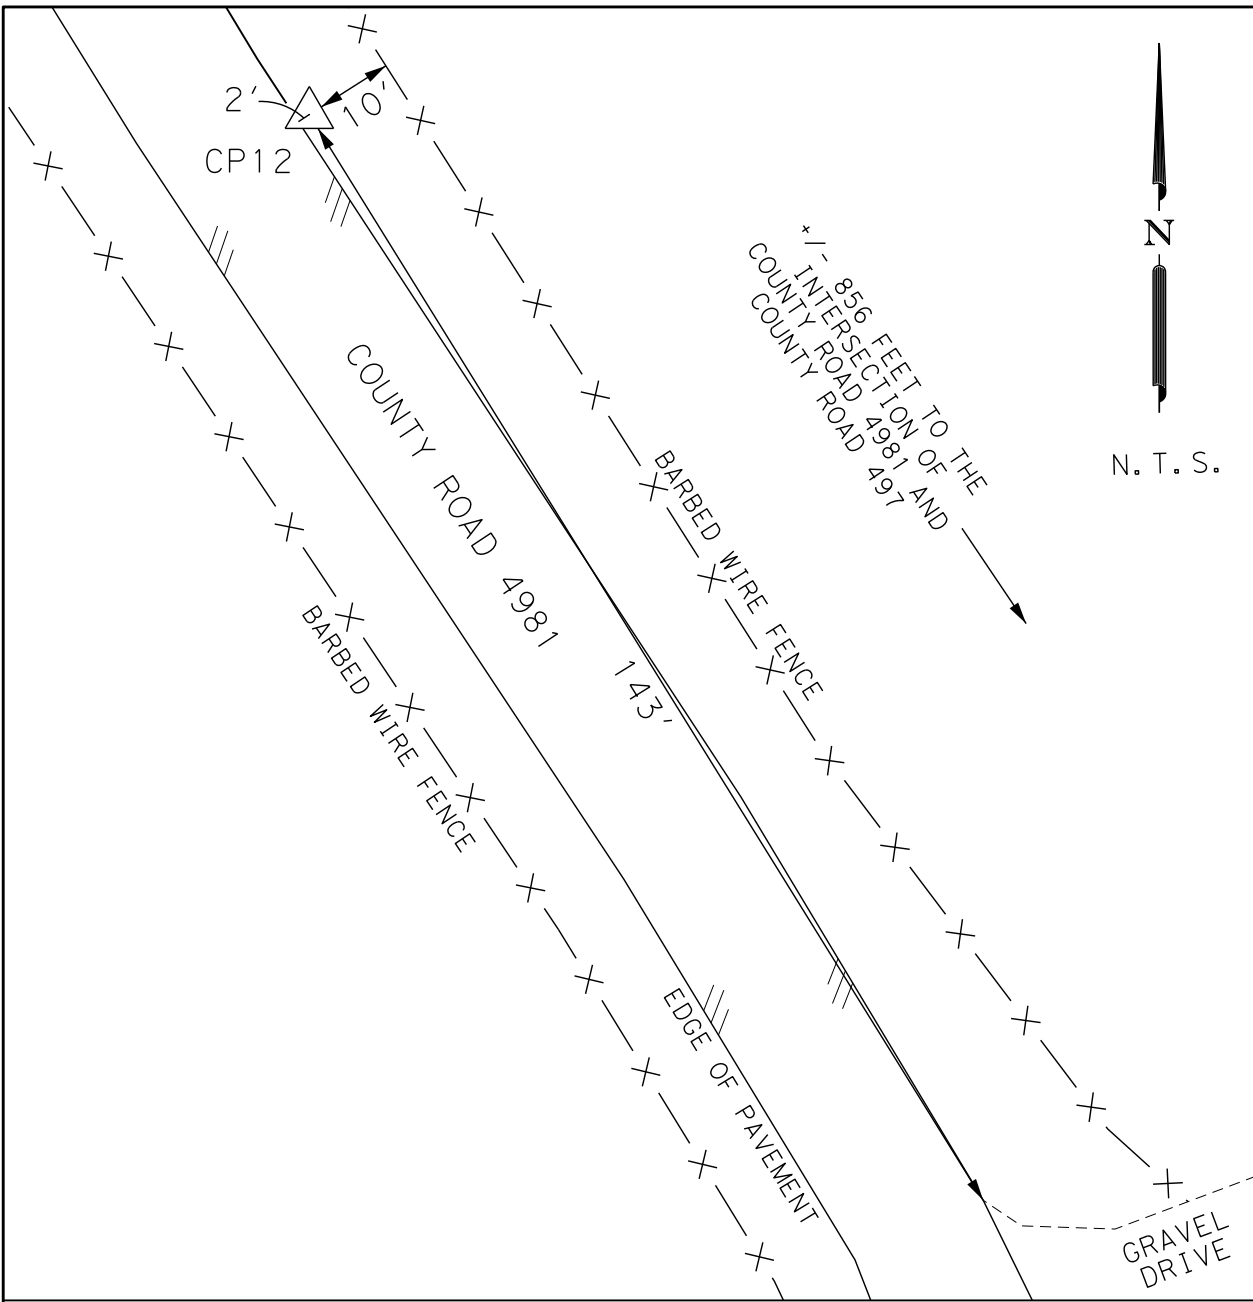 2'
10'
CP12
N
N.T.S.
+/- 856 FEET TO THE
INTERSECTION OF
COUNTY ROAD 4981 AND
COUNTY ROAD 497
COUNTY ROAD 4981
BARBED WIRE FENCE
BARBED WIRE FENCE
143'
EDGE OF PAVEMENT
GRAVEL
DRIVE